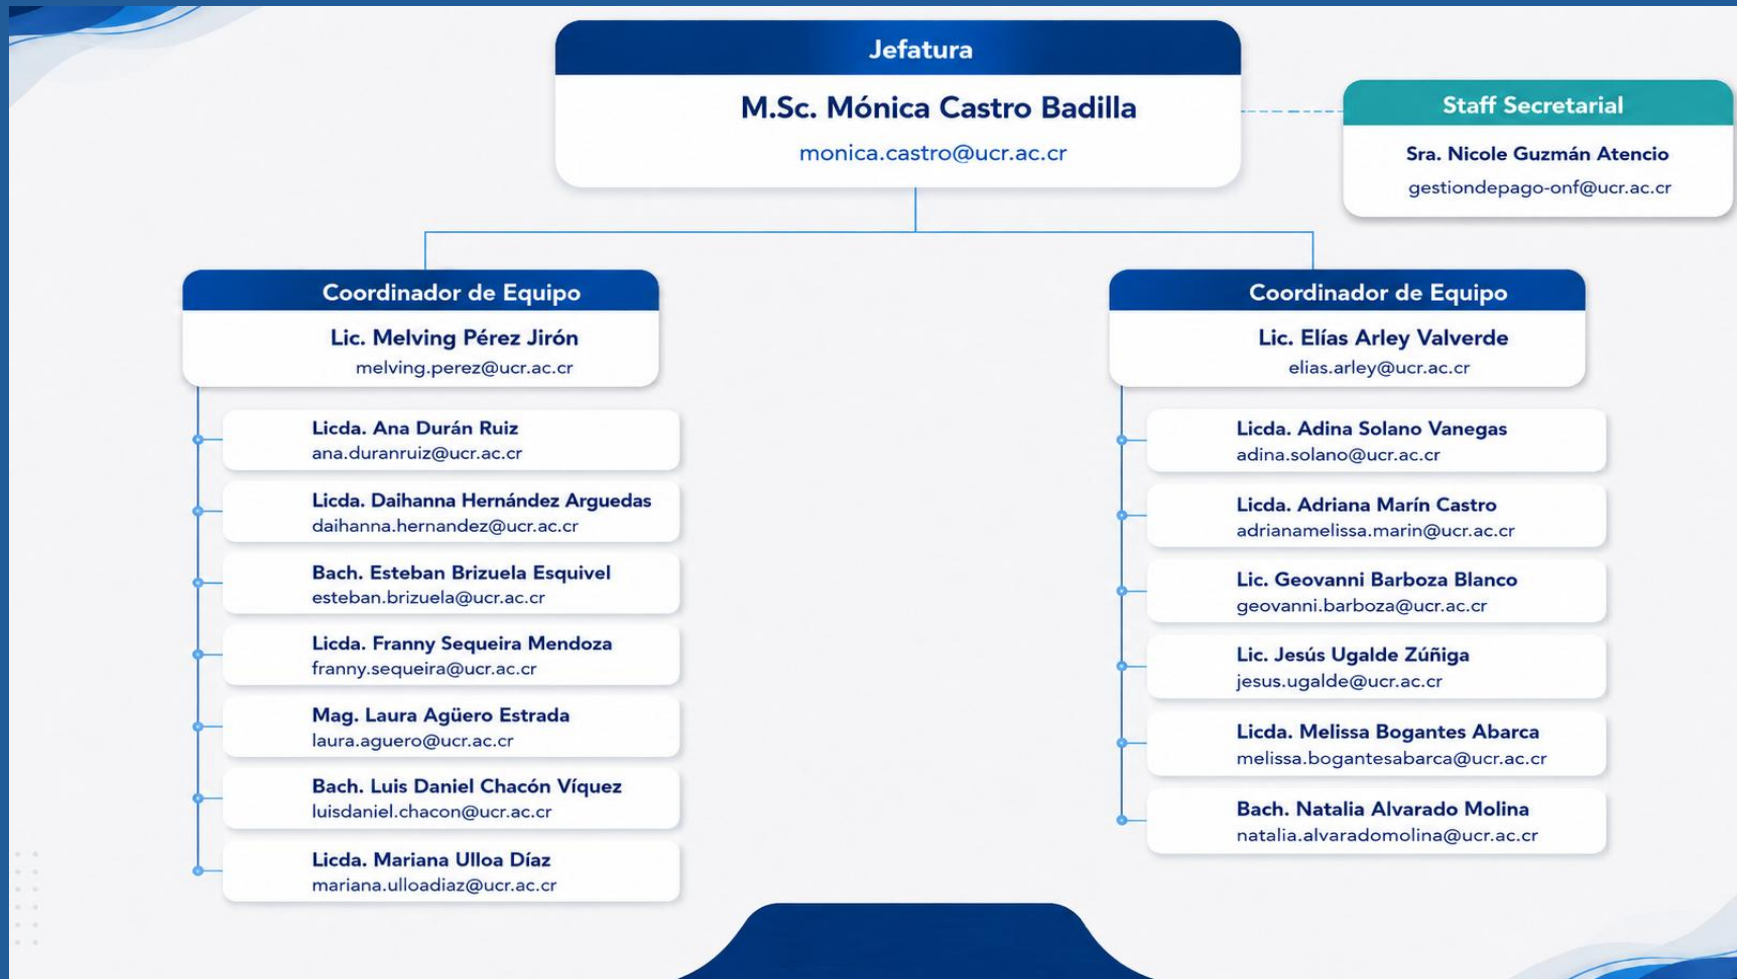 Jefatura
M.Sc. Mónica Castro Badilla
monica.castro@ucr.ac.cr
Staff Secretarial
Sra. Nicole Guzmán Atencio
gestiondepago-onf@ucr.ac.cr
Coordinador de Equipo
Lic. Melving Pérez Jirón
melving.perez@ucr.ac.cr
Licda. Ana Durán Ruiz
ana.duranruiz@ucr.ac.cr
Licda. Daihanna Hernández Arguedas
daihanna.hernandez@ucr.ac.cr
Bach. Esteban Brizuela Esquivel
esteban.brizuela@ucr.ac.cr
Licda. Franny Sequeira Mendoza
franny.sequeira@ucr.ac.cr
Mag. Laura Agüero Estrada
laura.aguero@ucr.ac.cr
Bach. Luis Daniel Chacón Víquez
luisdaniel.chacon@ucr.ac.cr
Licda. Mariana Ulloa Díaz
mariana.ulloadiaz@ucr.ac.cr
Coordinador de Equipo
Lic. Elías Arley Valverde
elias.arley@ucr.ac.cr
Licda. Adina Solano Vanegas
adina.solano@ucr.ac.cr
Licda. Adriana Marín Castro
adrianamelissa.marin@ucr.ac.cr
Lic. Geovanni Barboza Blanco
geovanni.barboza@ucr.ac.cr
Lic. Jesús Ugalde Zúñiga
jesus.ugalde@ucr.ac.cr
Licda. Melissa Bogantes Abarca
melissa.bogantesabarca@ucr.ac.cr
Bach. Natalia Alvarado Molina
natalia.alvaradomolina@ucr.ac.cr